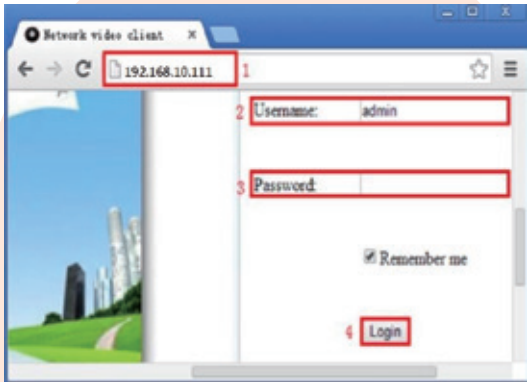 Network video client x
192.168.10.111 1
2 Username: admin
3 Password:
Remember me
4 Login